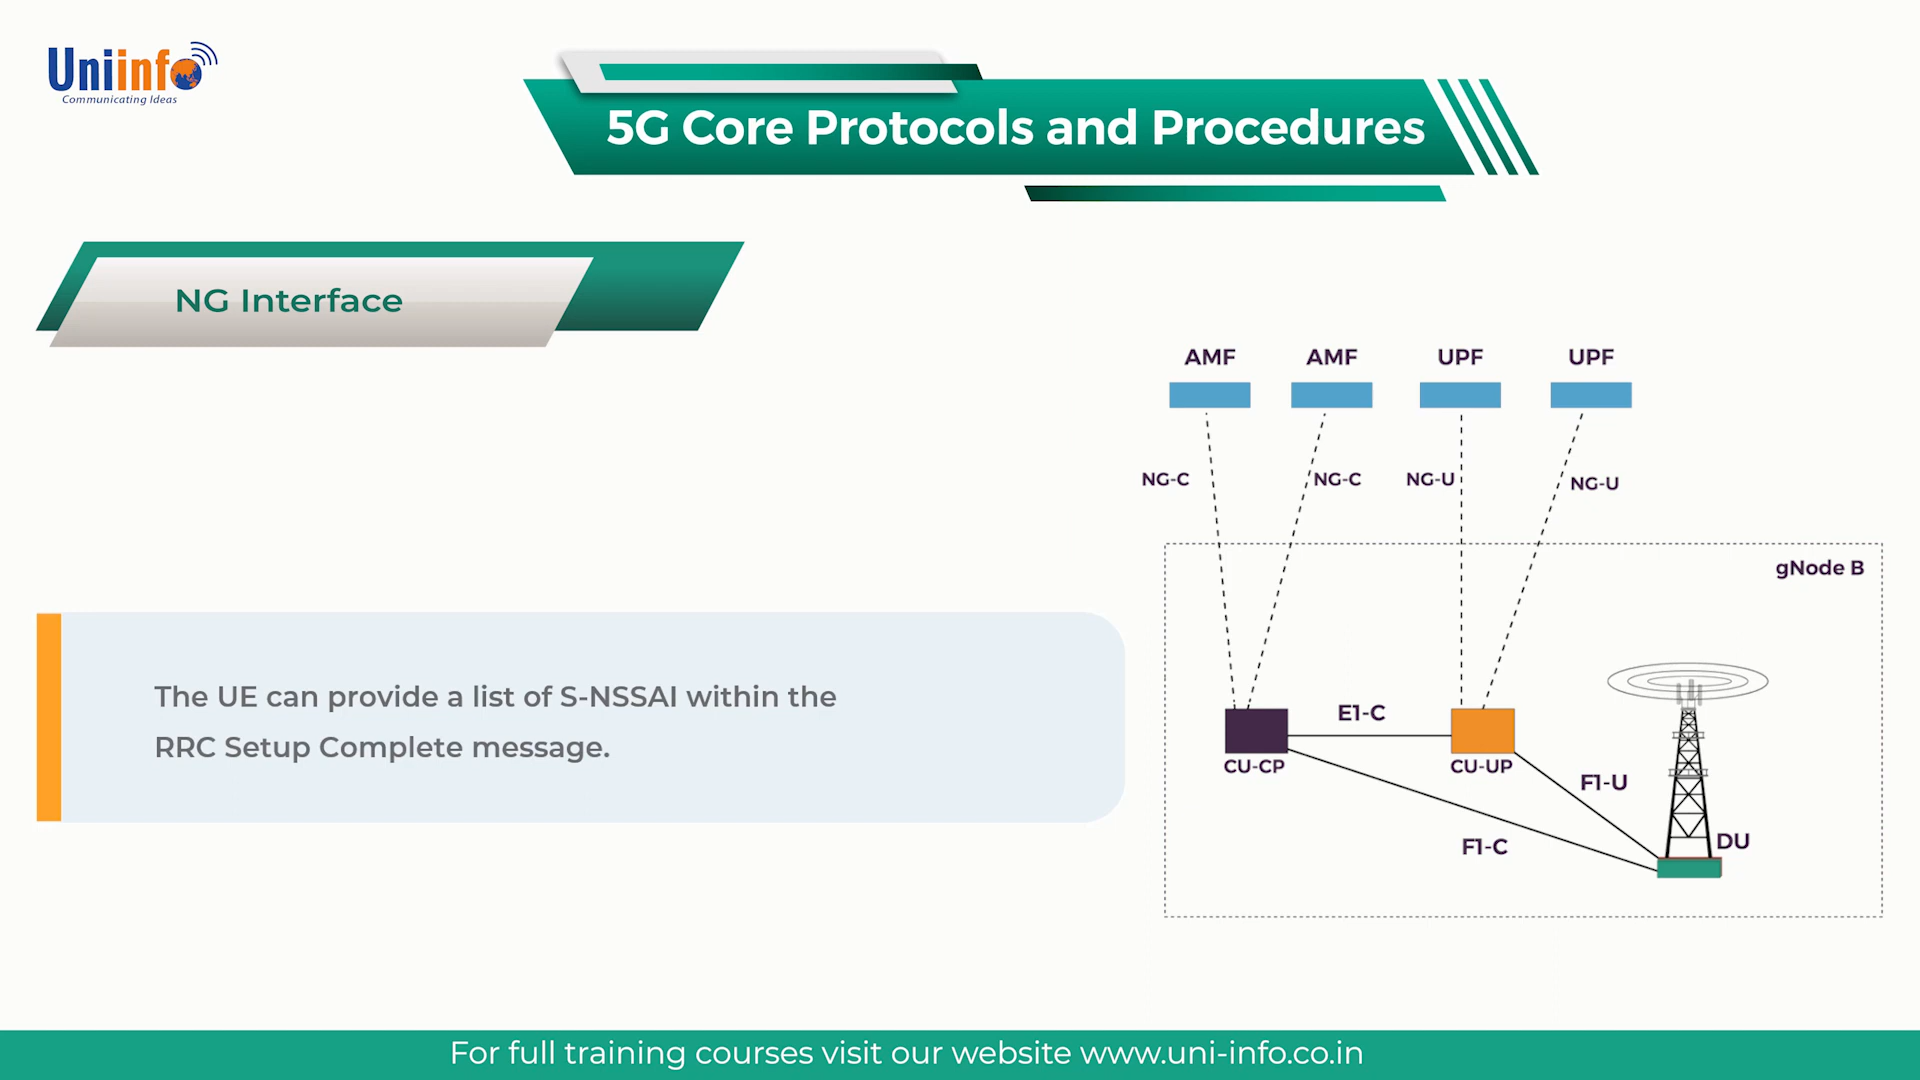 Uniinfo
Communicating Ideas
5G Core Protocols and Procedures
NG Interface
AMF AMF UPF UPF
NG-C NG-C NG-U NG-U
gNode B
The UE can provide a list of S-NSSAI within the
RRC Setup Complete message.
E1-C
CU-CP CU-UP
F1-U
F1-C
DU
For full training courses visit our website www.uni-info.co.in